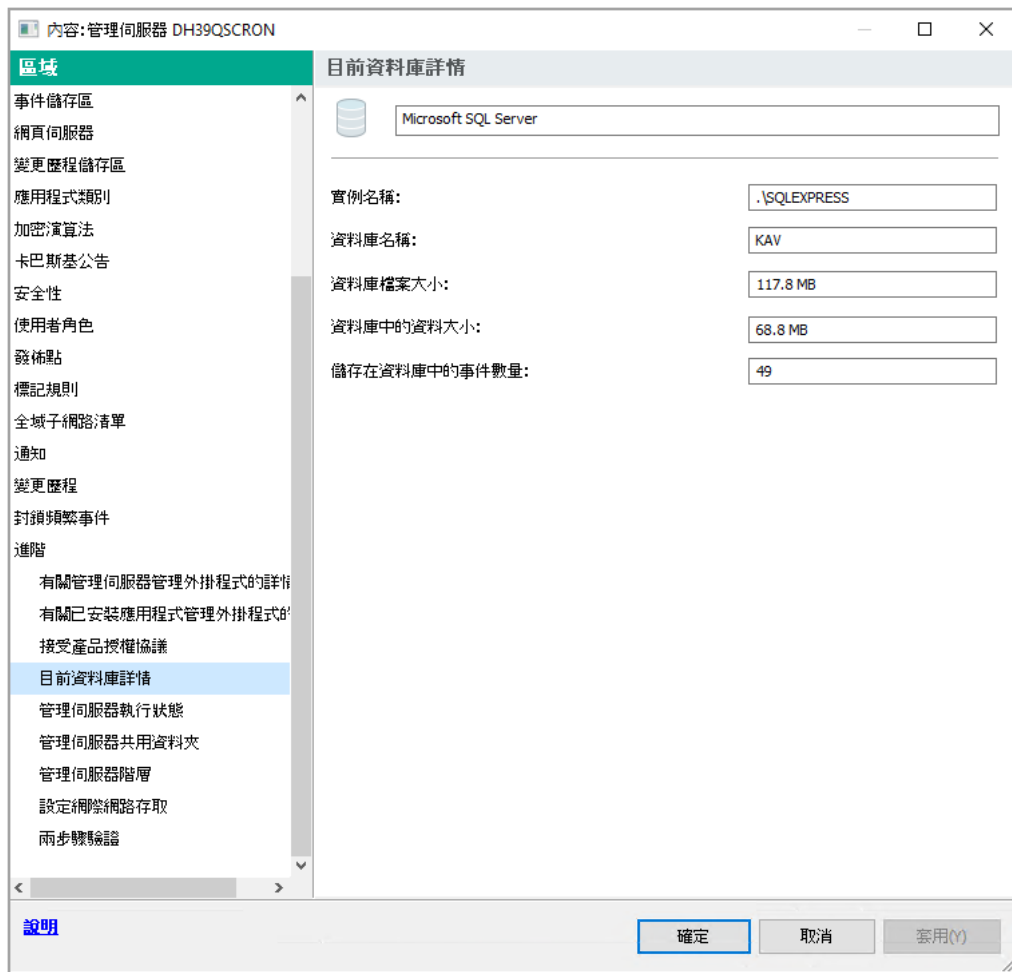 內容:管理伺服器 DH39QSCRON
區域
事件儲存區
網頁伺服器
變更歷程儲存區
應用程式類別
加密演算法
卡巴斯基公告
安全性
使用者角色
發佈點
標記規則
全域子網路清單
通知
變更歷程
封鎖頻繁事件
進階
有關管理伺服器管理外掛程式的詳情
有關已安裝應用程式管理外掛程式的
接受產品授權協議
目前資料庫詳情
管理伺服器執行狀態
管理伺服器共用資料夾
管理伺服器階層
設定網際網路存取
兩步驟驗證
目前資料庫詳情
Microsoft SQL Server
實例名稱: .\SQLEXPRESS
資料庫名稱: KAV
資料庫檔案大小: 117.8 MB
資料庫中的資料大小: 68.8 MB
儲存在資料庫中的事件數量: 49
說明
確定 取消 套用(Y)